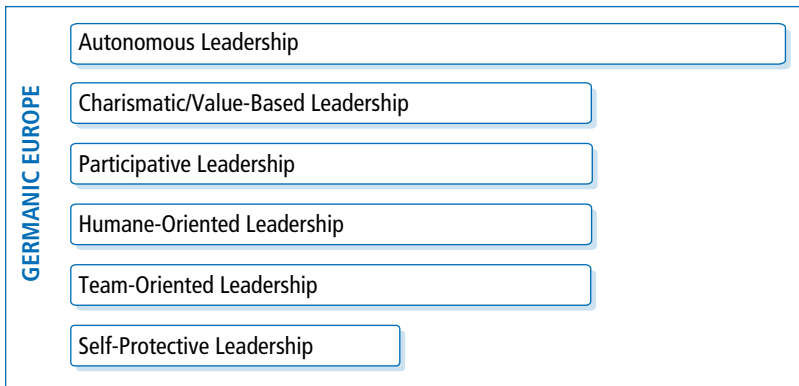 GERMANIC EUROPE
Autonomous Leadership
Charismatic/Value-Based Leadership
Participative Leadership
Humane-Oriented Leadership
Team-Oriented Leadership
Self-Protective Leadership